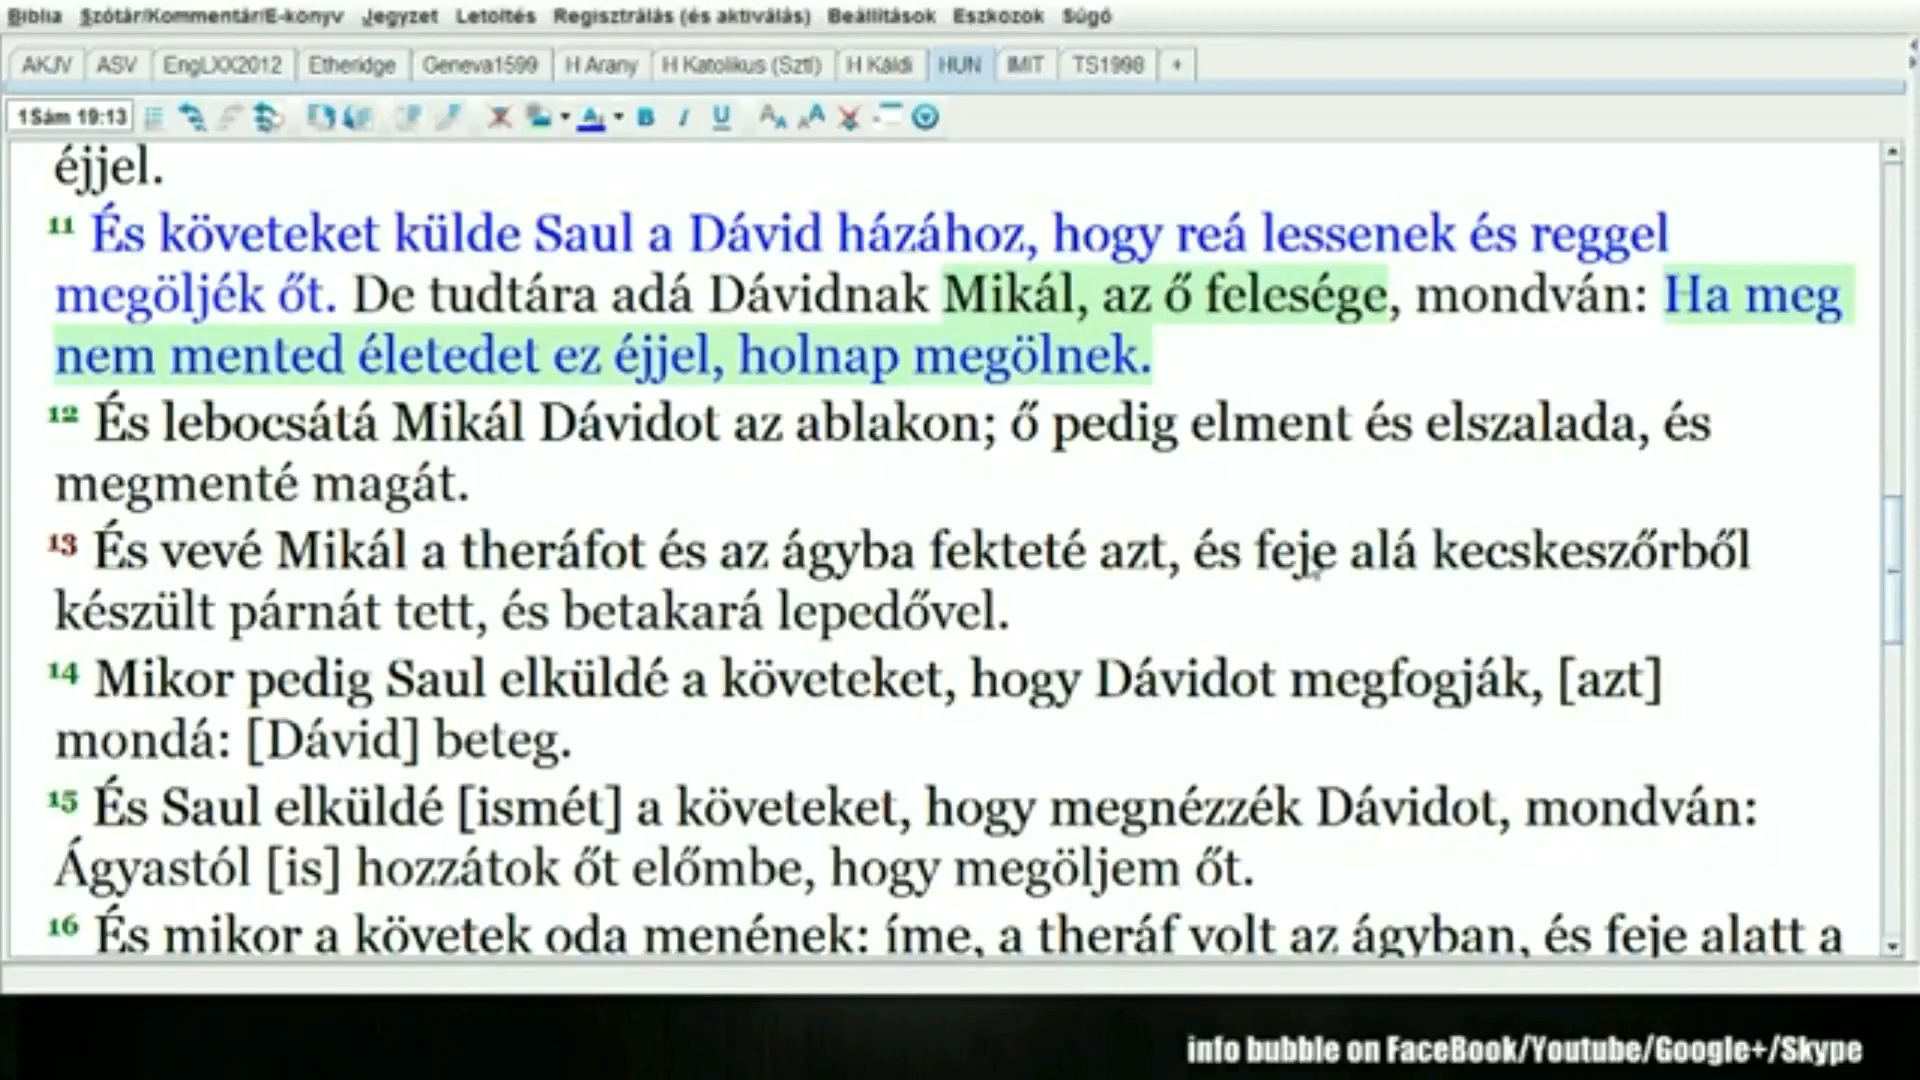 Biblia Szótár/Kommentár/E-könyv Jegyzet Letöltés Regisztrálás (és aktiválás) Beállítások Eszközök Súgó
AKJV ASV EngLXX2012 Etheridge Geneva1599 H Arany H Katolikus (SztI) H Káldi HUN IMIT TS1998 +
1Sám 19:13
éjjel.
11 És követeket külde Saul a Dávid házához, hogy reá lessenek és reggel
megöljék őt. De tudtára adá Dávidnak Mikál, az ő felesége, mondván: Ha meg
nem mented életedet ez éjjel, holnap megölnek.
12 És lebocsátá Mikál Dávidot az ablakon; ő pedig elment és elszalada, és
megmenté magát.
13 És vevé Mikál a theráfot és az ágyba fekteté azt, és feje alá kecskeszőrből
készült párnát tett, és betakará lepedővel.
14 Mikor pedig Saul elküldé a követeket, hogy Dávidot megfogják, [azt]
mondá: [Dávid] beteg.
15 És Saul elküldé [ismét] a követeket, hogy megnézzék Dávidot, mondván:
Ágyastól [is] hozzátok őt előmbe, hogy megöljem őt.
16 És mikor a követek oda menének: íme, a theráf volt az ágyban, és feje alatt a
info bubble on FaceBook/Youtube/Google+/Skype